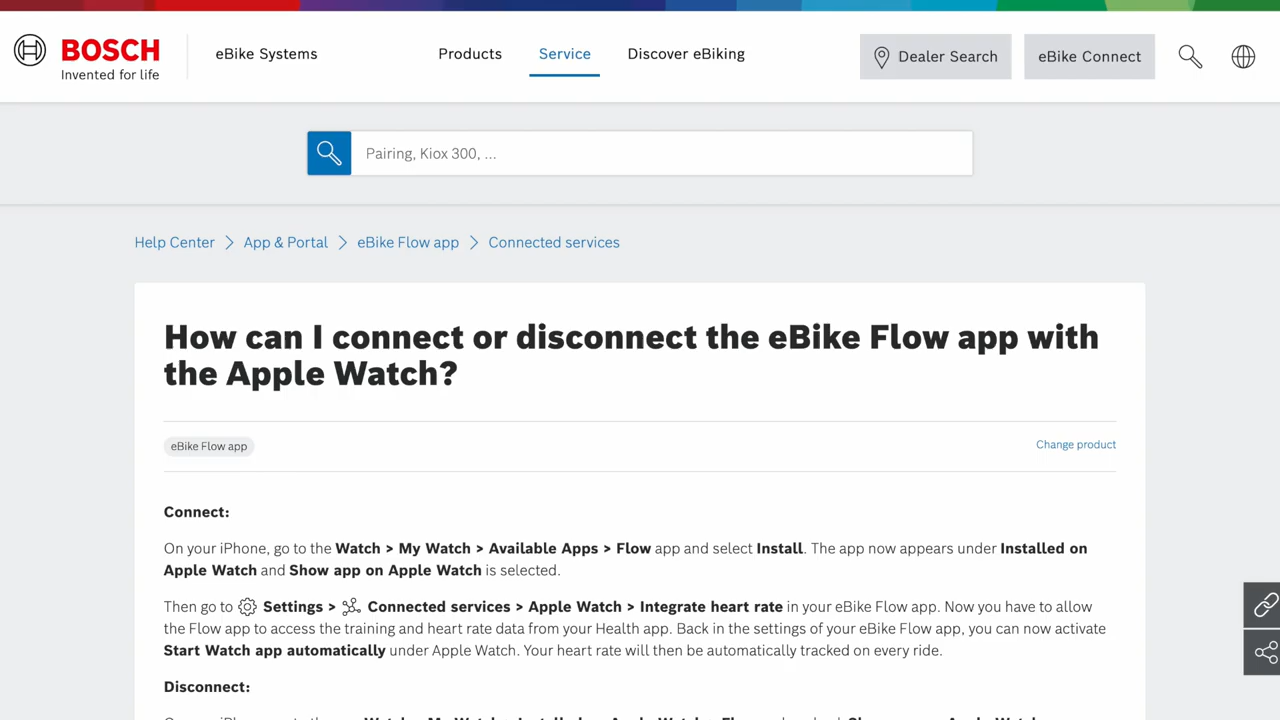 BOSCH
Invented for life
eBike Systems
Products
Service
Discover eBiking
Dealer Search
eBike Connect
Pairing, Kiox 300, ...
Help Center > App & Portal > eBike Flow app > Connected services
How can I connect or disconnect the eBike Flow app with
the Apple Watch?
eBike Flow app
Change product
Connect:
On your iPhone, go to the Watch > My Watch > Available Apps > Flow app and select Install. The app now appears under Installed on
Apple Watch and Show app on Apple Watch is selected.
Then go to Settings > Connected services > Apple Watch > Integrate heart rate in your eBike Flow app. Now you have to allow
the Flow app to access the training and heart rate data from your Health app. Back in the settings of your eBike Flow app, you can now activate
Start Watch app automatically under Apple Watch. Your heart rate will then be automatically tracked on every ride.
Disconnect: